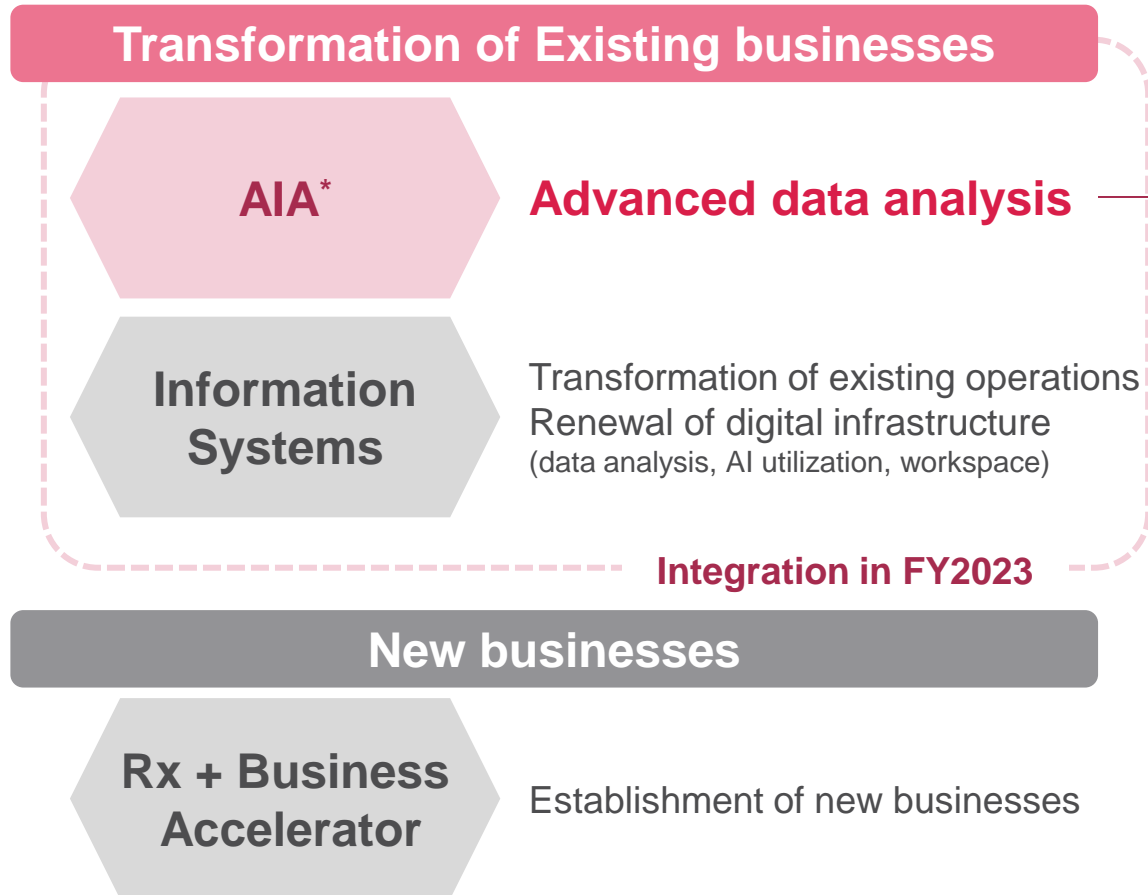 Transformation of Existing businesses
AIA*
Advanced data analysis
Information
Systems
Transformation of existing operations
Renewal of digital infrastructure
(data analysis, AI utilization, workspace)
Integration in FY2023
New businesses
Rx + Business
Accelerator
Establishment of new businesses